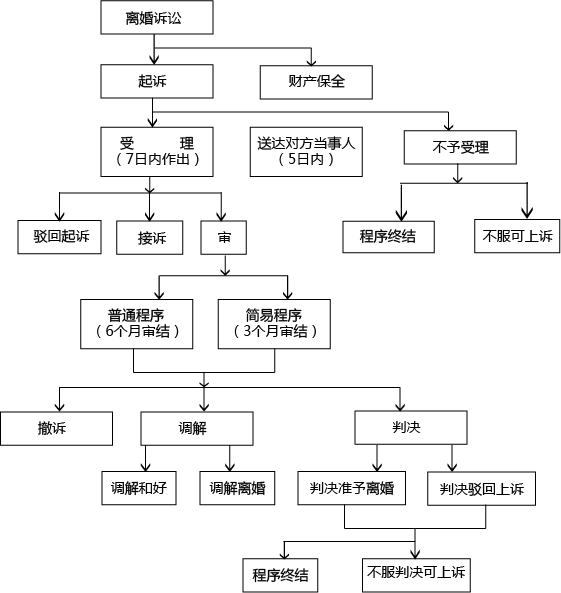 离婚诉讼
起诉
财产保全
受 理
（7日内作出）
送达对方当事人
（5日内）
不予受理
驳回起诉
接诉
审
程序终结
不服可上诉
普通程序
（6个月审结）
简易程序
（3个月审结）
撤诉
调解
判决
调解和好
调解离婚
判决准予离婚
判决驳回上诉
程序终结
不服判决可上诉